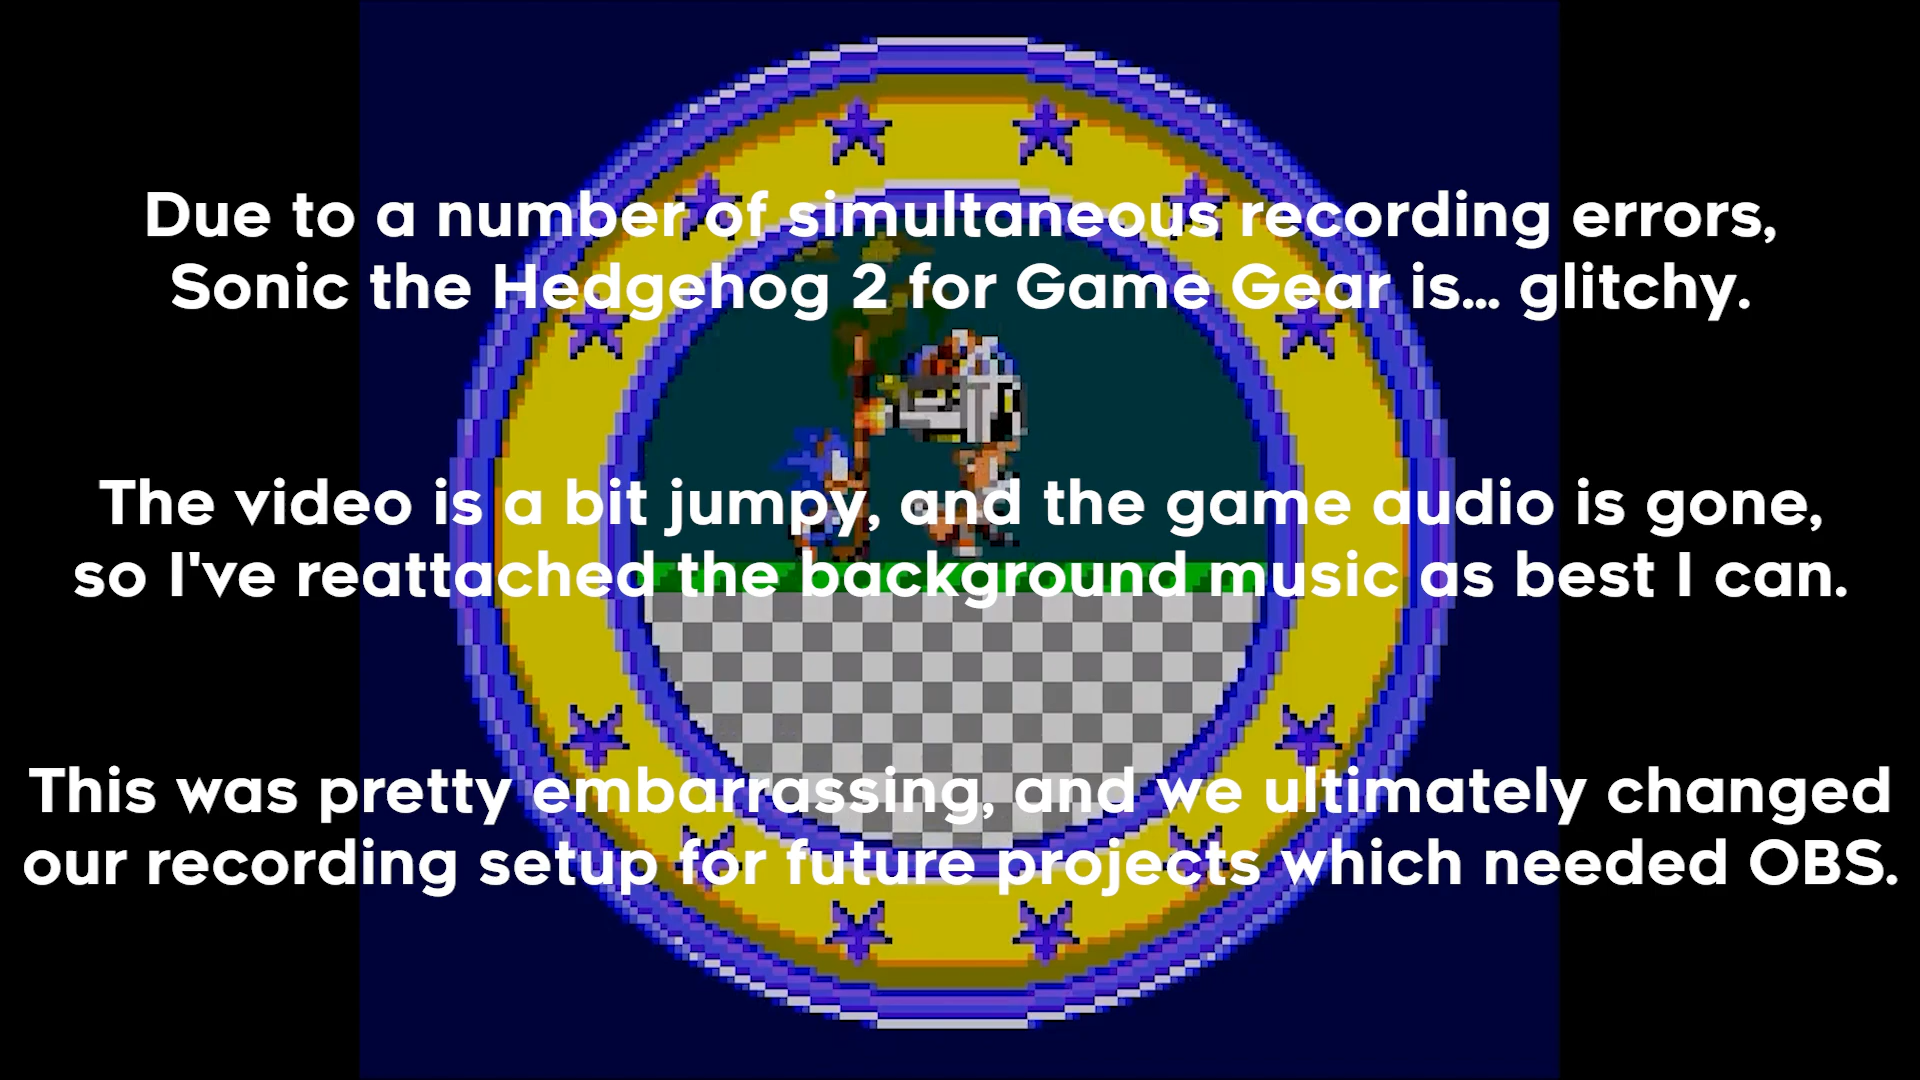 Due to a number of simultaneous recording errors,
Sonic the Hedgehog 2 for Game Gear is... glitchy.
The video is a bit jumpy, and the game audio is gone,
so I've reattached the background music as best I can.
This was pretty embarrassing, and we ultimately changed
our recording setup for future projects which needed OBS.